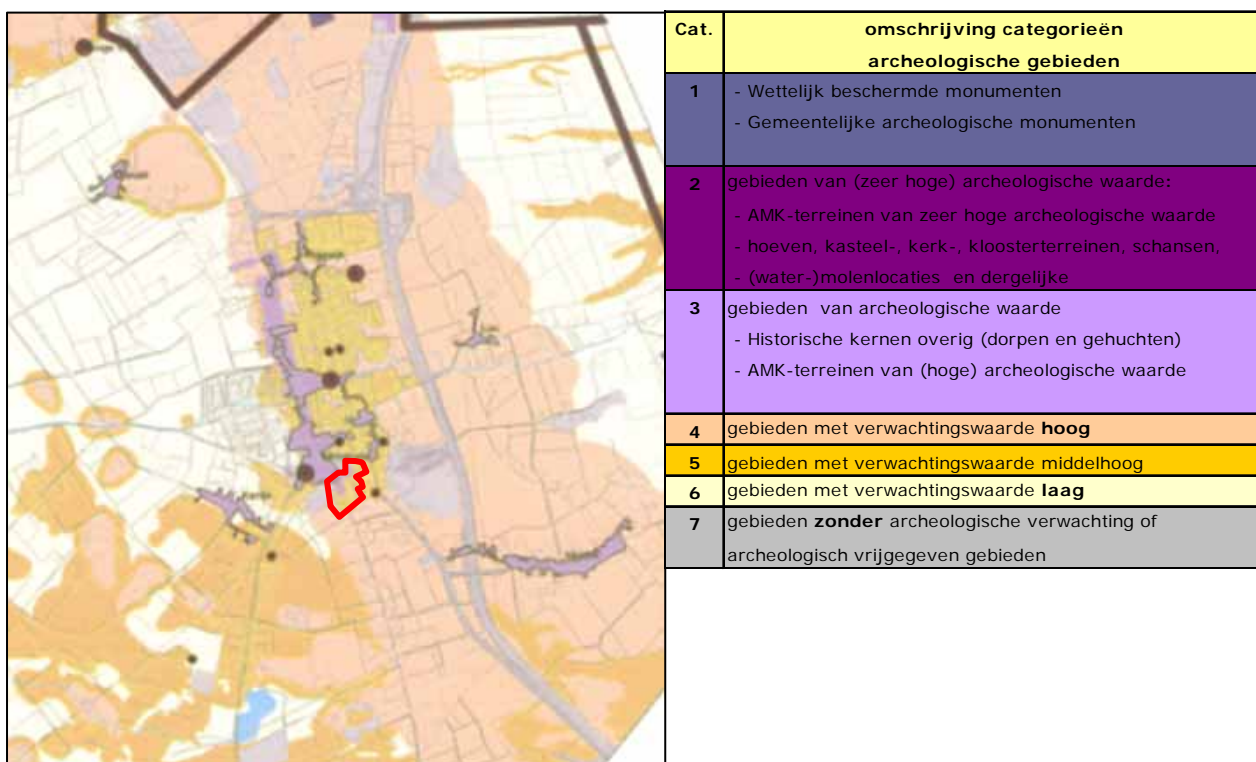 Cat. omschrijving categorieën
archeologische gebieden
1 - Wettelijk beschermde monumenten
- Gemeentelijke archeologische monumenten
2 gebieden van (zeer hoge) archeologische waarde:
- AMK-terreinen van zeer hoge archeologische waarde
- hoeven, kasteel-, kerk-, kloosterterreinen, schansen,
- (water-)molenlocaties en dergelijke
3 gebieden van archeologische waarde
- Historische kernen overig (dorpen en gehuchten)
- AMK-terreinen van (hoge) archeologische waarde
4 gebieden met verwachtingswaarde hoog
5 gebieden met verwachtingswaarde middelhoog
6 gebieden met verwachtingswaarde laag
7 gebieden zonder archeologische verwachting of
archeologisch vrijgegeven gebieden